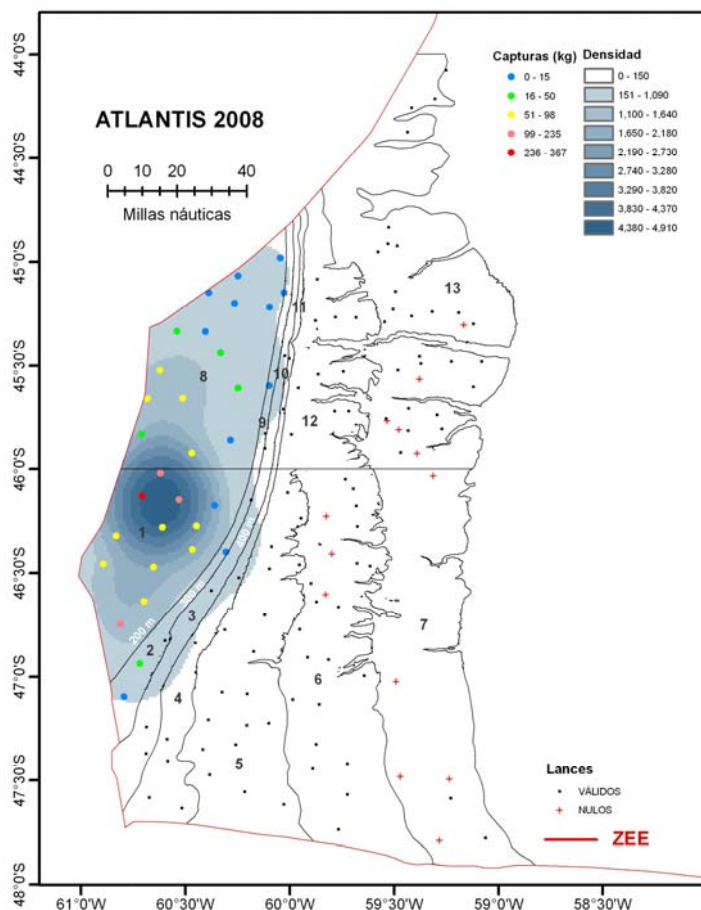 ATLANTIS 2008
0 10 20 40
Millas náuticas
Capturas (kg)
0 - 15
16 - 50
51 - 98
99 - 235
236 - 367
Densidad
0 - 150
151 - 1,090
1,100 - 1,640
1,650 - 2,180
2,190 - 2,730
2,740 - 3,280
3,290 - 3,820
3,830 - 4,370
4,380 - 4,910
44°0'S
44°30'S
45°0'S
45°30'S
46°0'S
46°30'S
47°0'S
47°30'S
48°0'S
13
11
8
10
9
12
1
400 m
300 m
200 m
3
2
4
7
6
5
Lances
VÁLIDOS
NULOS
ZEE
61°0'W
60°30'W
60°0'W
59°30'W
59°0'W
58°30'W